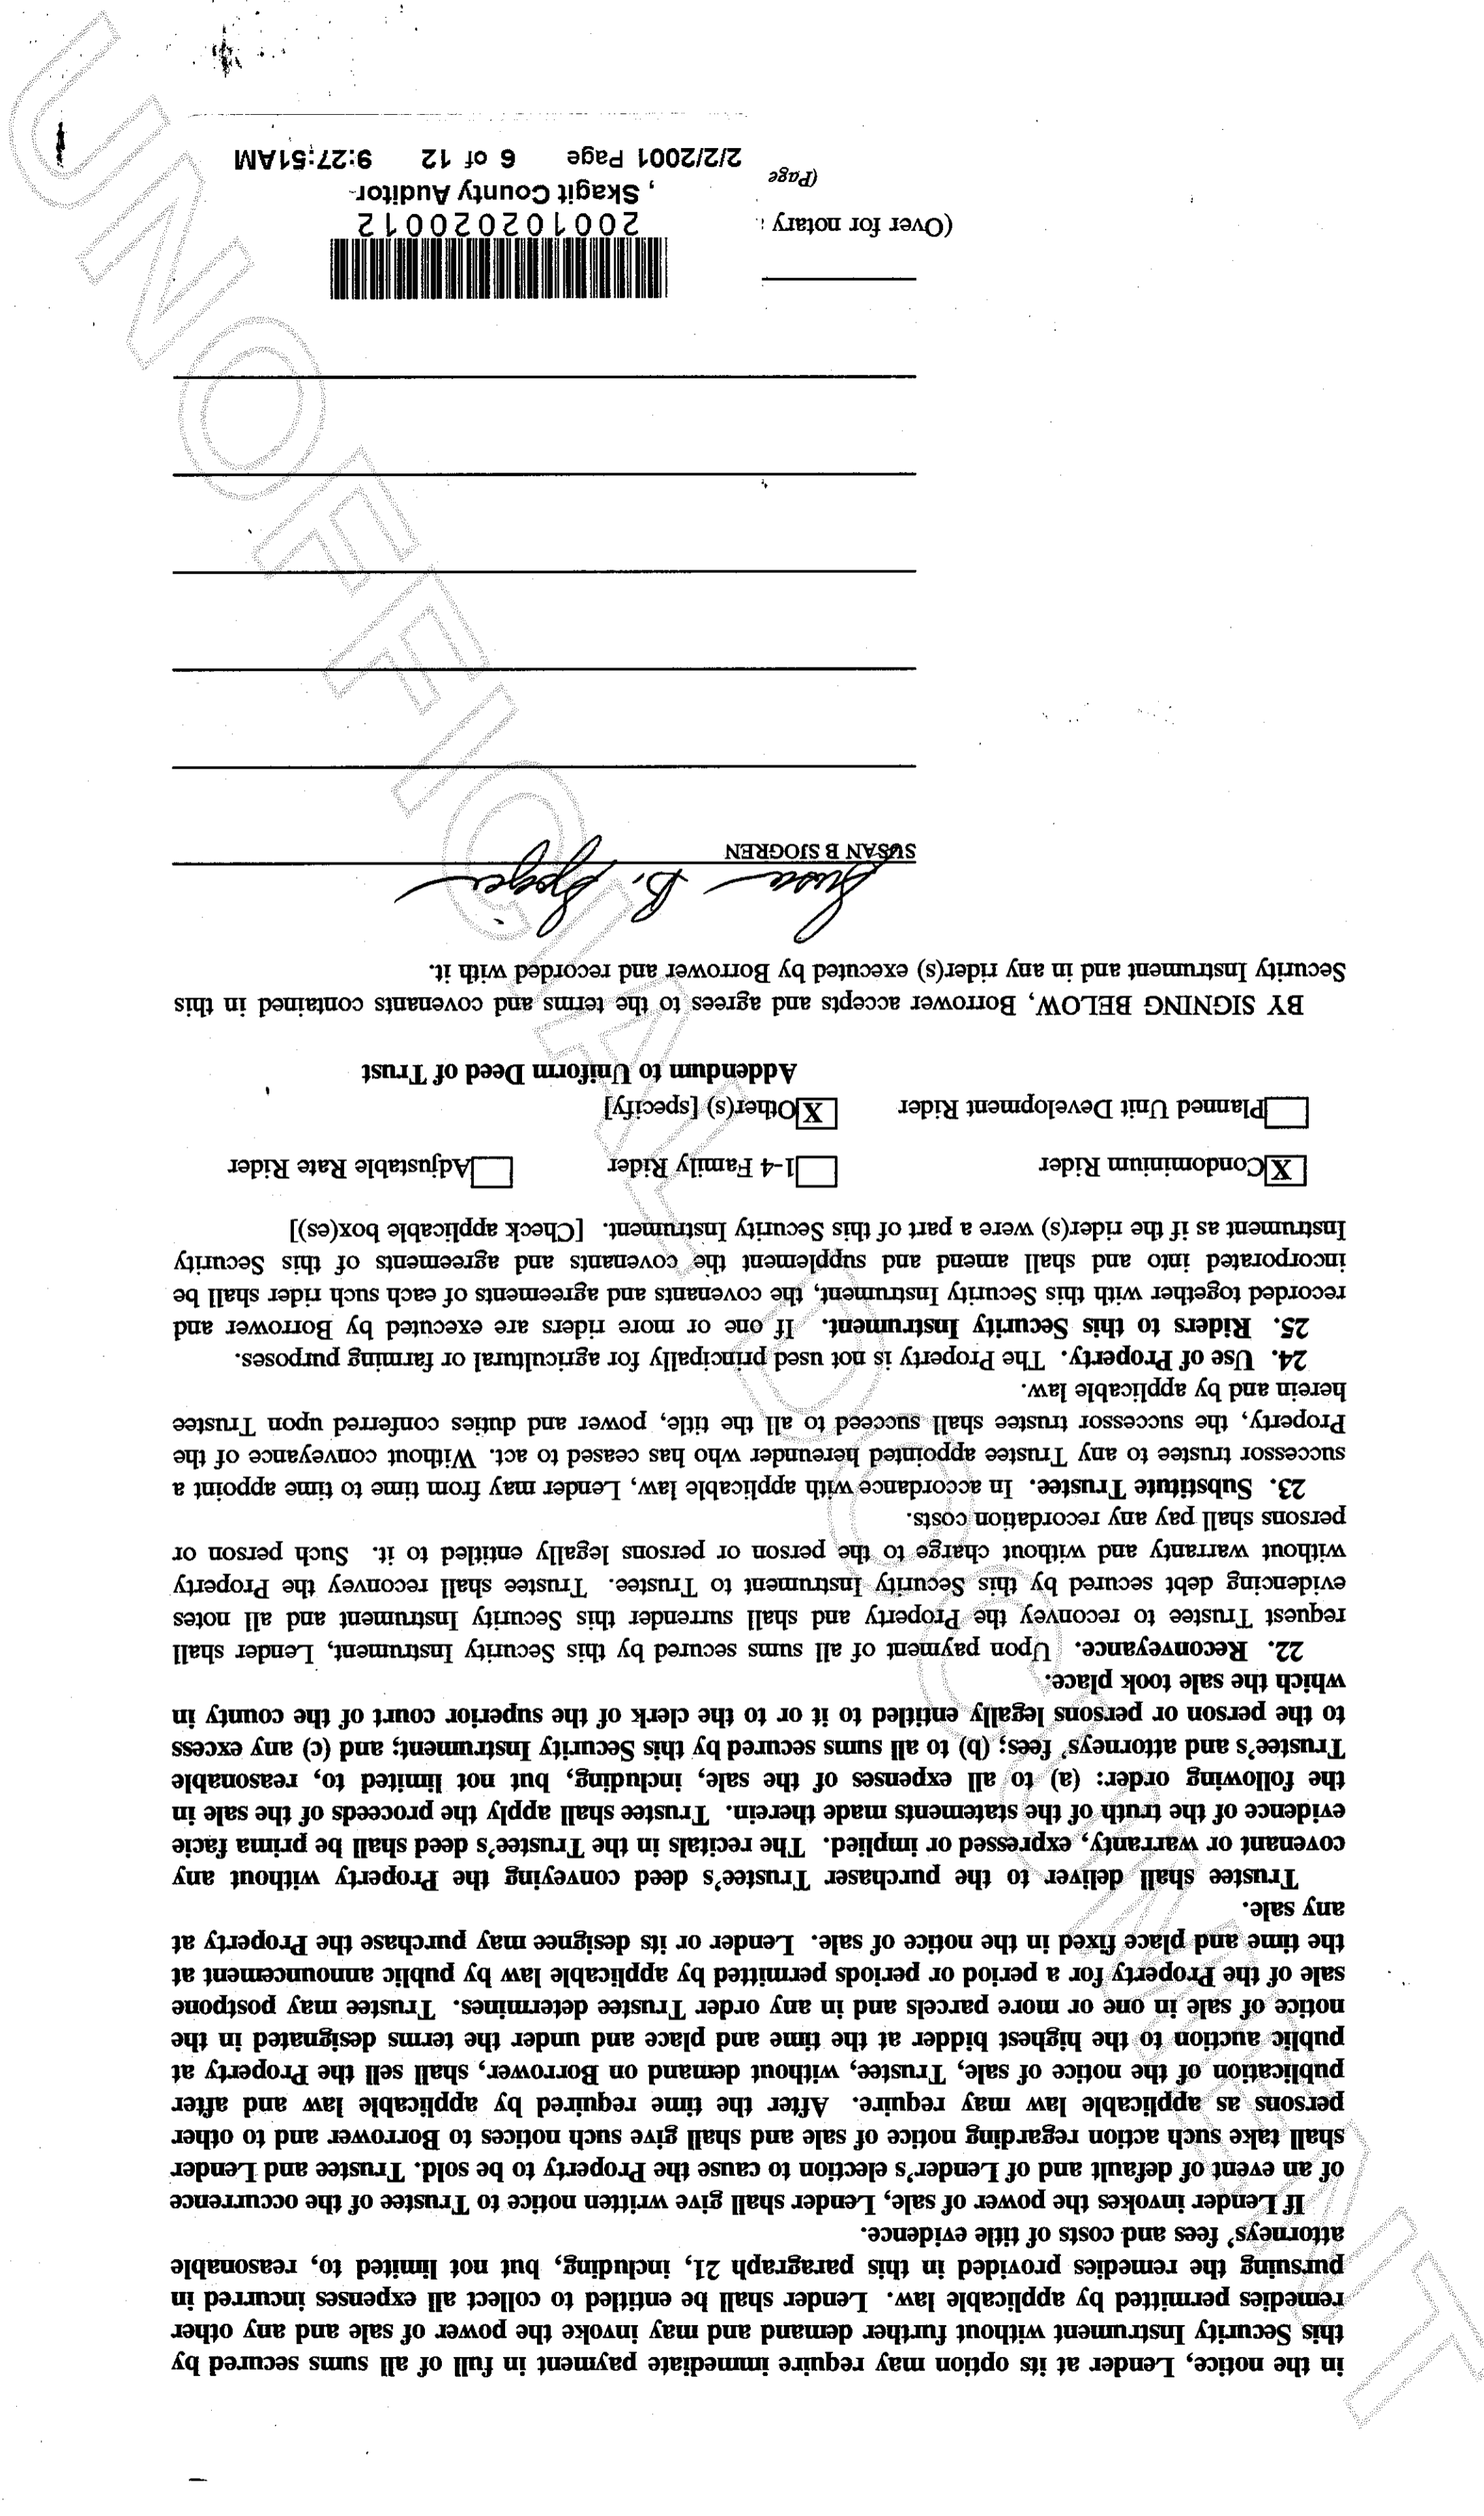 in the notice, Lender at its option may require immediate payment in full of all sums secured by
this Security Instrument without further demand and may invoke the power of sale and any other
remedies permitted by applicable law. Lender shall be entitled to collect all expenses incurred in
pursuing the remedies provided in this paragraph 21, including, but not limited to, reasonable
attorneys' fees and costs of title evidence.
If Lender invokes the power of sale, Lender shall give written notice to Trustee of the occurrence
of an event of default and of Lender's election to cause the Property to be sold. Trustee and Lender
shall take such action regarding notice of sale and shall give such notices to Borrower and to other
persons as applicable law may require. After the time required by applicable law and after
publication of the notice of sale, Trustee, without demand on Borrower, shall sell the Property at
public auction to the highest bidder at the time and place and under the terms designated in the
notice of sale in one or more parcels and in any order Trustee determines. Trustee may postpone
sale of the Property for a period or periods permitted by applicable law by public announcement at
the time and place fixed in the notice of sale. Lender or its designee may purchase the Property at
any sale.
Trustee shall deliver to the purchaser Trustee's deed conveying the Property without any
covenant or warranty, expressed or implied. The recitals in the Trustee's deed shall be prima facie
evidence of the truth of the statements made therein. Trustee shall apply the proceeds of the sale in
the following order: (a) to all expenses of the sale, including, but not limited to, reasonable
Trustee's and attorneys' fees; (b) to all sums secured by this Security Instrument; and (c) any excess
to the person or persons legally entitled to it or to the clerk of the superior court of the county in
which the sale took place.
22. Reconveyance. Upon payment of all sums secured by this Security Instrument, Lender shall
request Trustee to reconvey the Property and shall surrender this Security Instrument and all notes
evidencing debt secured by this Security Instrument to Trustee. Trustee shall reconvey the Property
without warranty and without charge to the person or persons legally entitled to it. Such person or
persons shall pay any recordation costs.
23. Substitute Trustee. In accordance with applicable law, Lender may from time to time appoint a
successor trustee to any Trustee appointed hereunder who has ceased to act. Without conveyance of the
Property, the successor trustee shall succeed to all the title, power and duties conferred upon Trustee
herein and by applicable law.
24. Use of Property. The Property is not used principally for agricultural or farming purposes.
25. Riders to this Security Instrument. If one or more riders are executed by Borrower and
recorded together with this Security Instrument, the covenants and agreements of each such rider shall be
incorporated into and shall amend and supplement the covenants and agreements of this Security
Instrument as if the rider(s) were a part of this Security Instrument. [Check applicable box(es)]
X Condominium Rider 1-4 Family Rider Adjustable Rate Rider
Planned Unit Development Rider X Other(s) [specify]
Addendum to Uniform Deed of Trust
BY SIGNING BELOW, Borrower accepts and agrees to the terms and covenants contained in this
Security Instrument and in any rider(s) executed by Borrower and recorded with it.
Susan B. Sjogren
SUSAN B SJOGREN
(Over for notary
(Page
200102020012
, Skagit County Auditor
2/2/2001 Page 6 of 12 9:27:51AM
UNOFFICIAL DOCUMENT